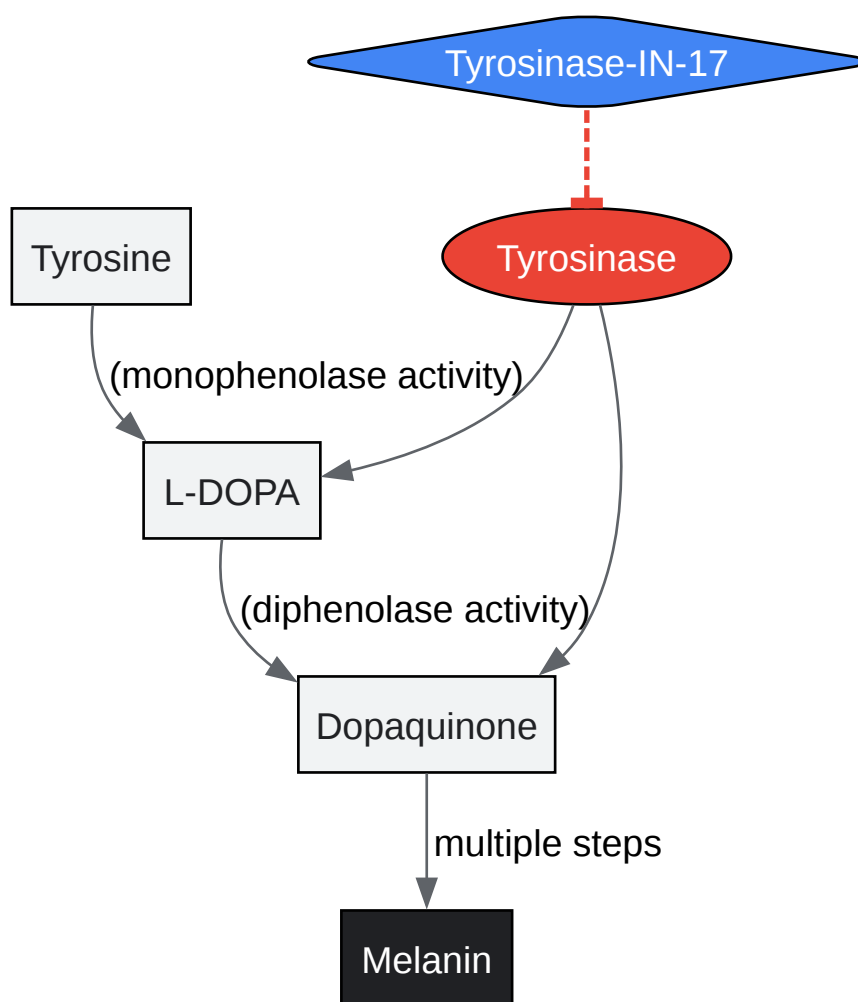 Tyrosinase-IN-17
Tyrosine
Tyrosinase
(monophenolase activity)
L-DOPA
(diphenolase activity)
Dopaquinone
multiple steps
Melanin